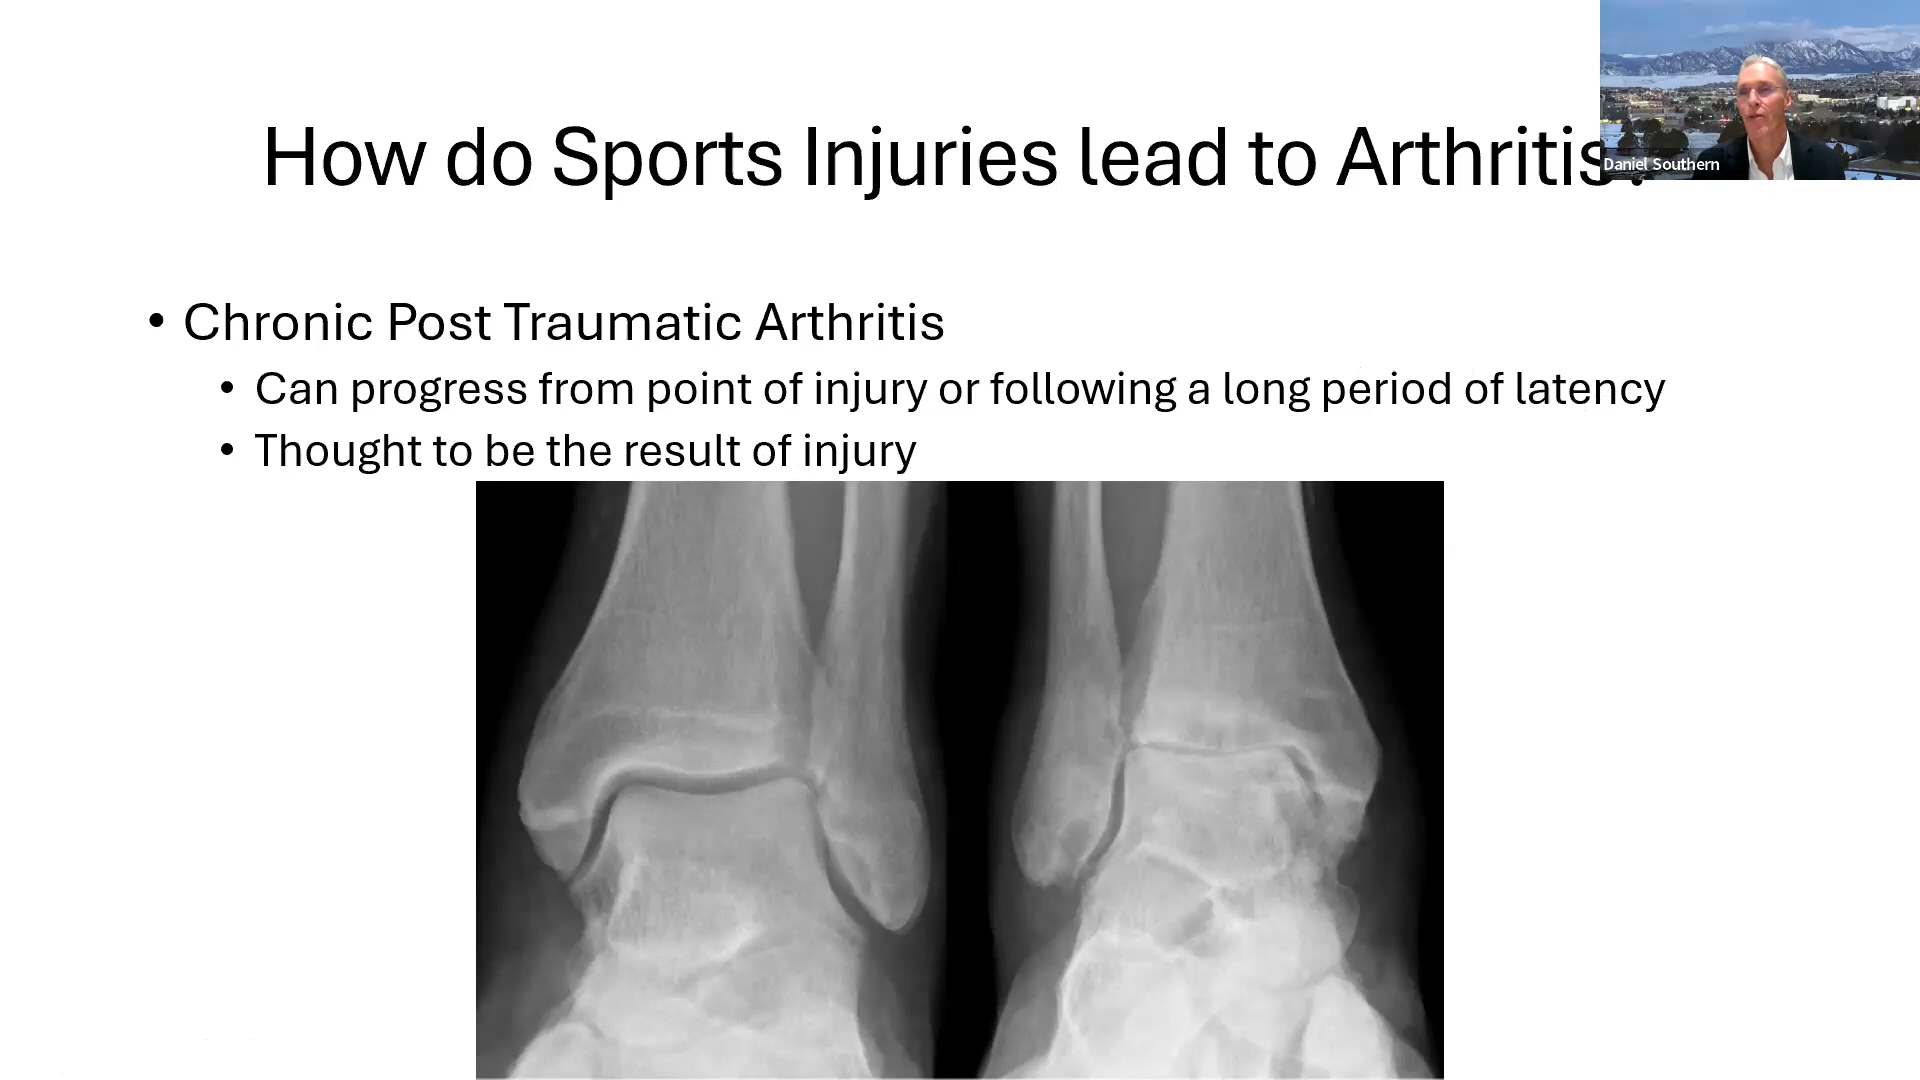 How do Sports Injuries lead to Arthritis?
Daniel Southern
• Chronic Post Traumatic Arthritis
• Can progress from point of injury or following a long period of latency
• Thought to be the result of injury